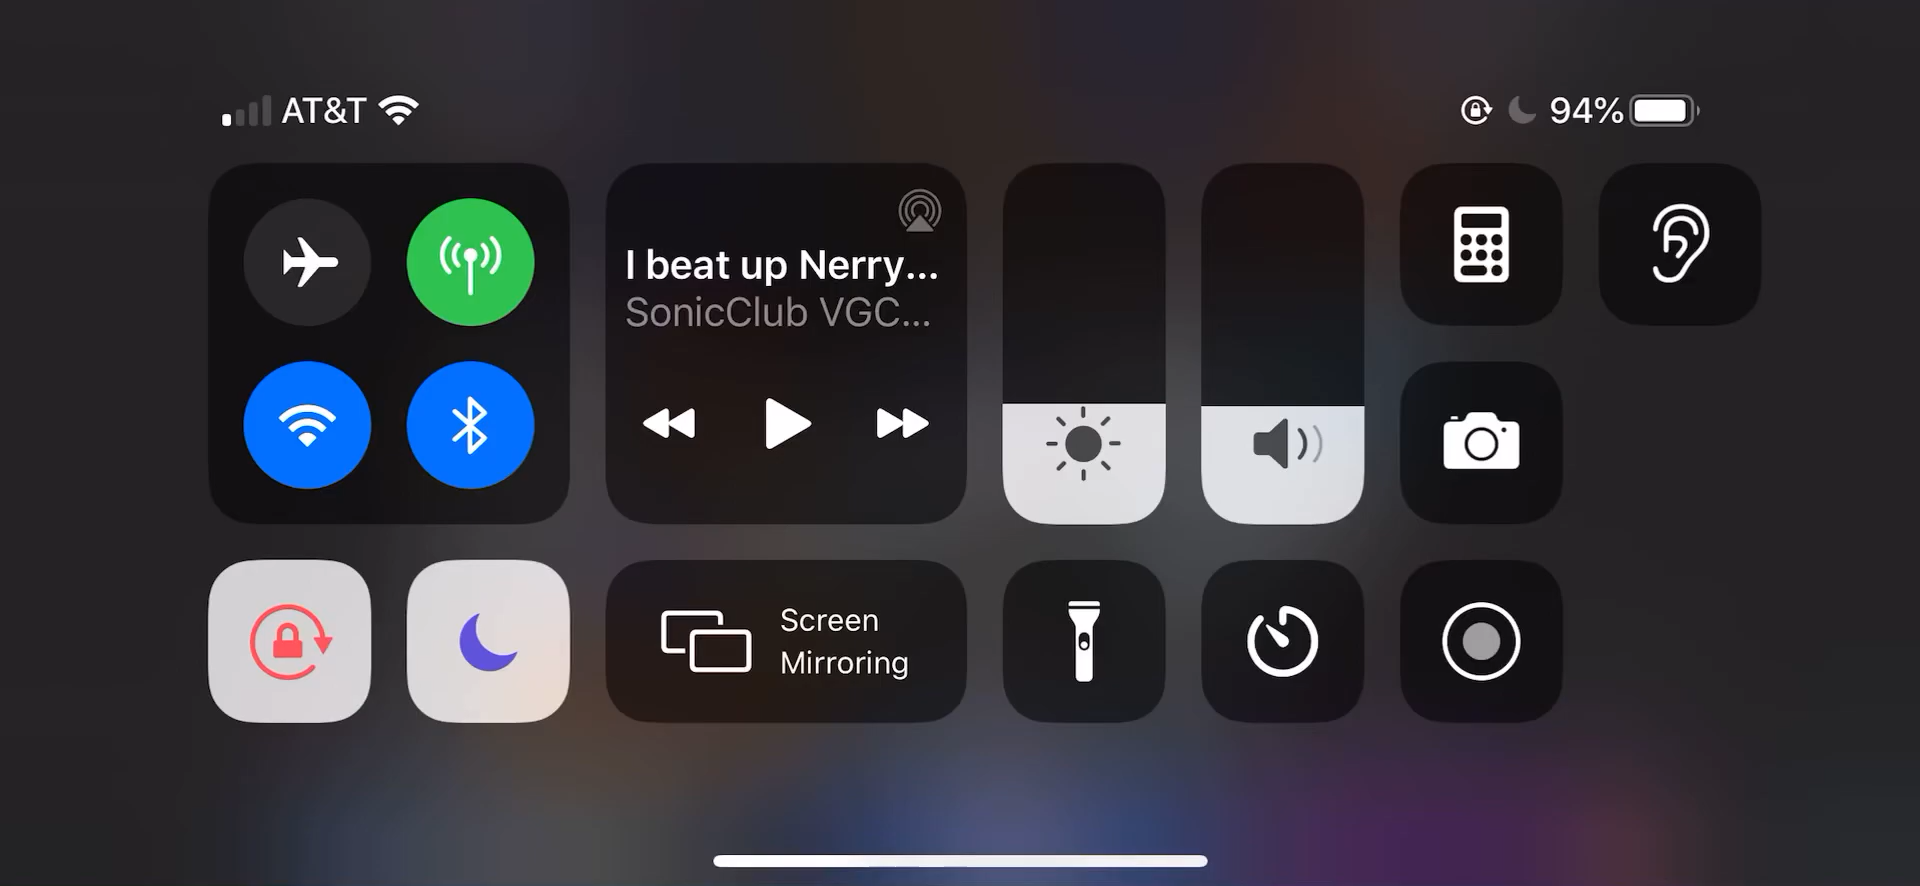 AT&T
94%
I beat up Nerry...
SonicClub VGC...
Screen
Mirroring